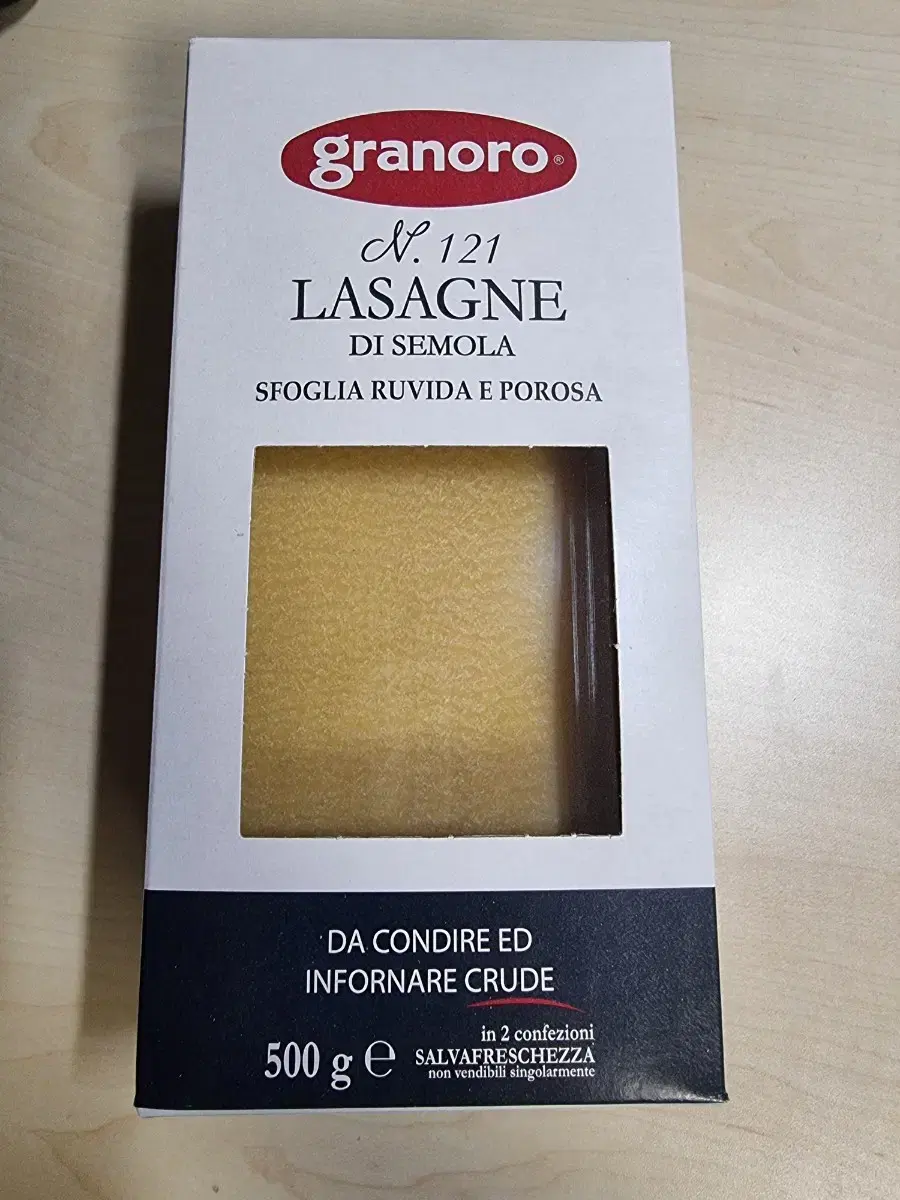 granoro®
N. 121
LASAGNE
DI SEMOLA
SFOGLIA RUVIDA E POROSA
DA CONDIRE ED
INFORNARE CRUDE
500 g ℮
in 2 confezioni
SALVAFRESCHEZZA
non vendibili singolarmente